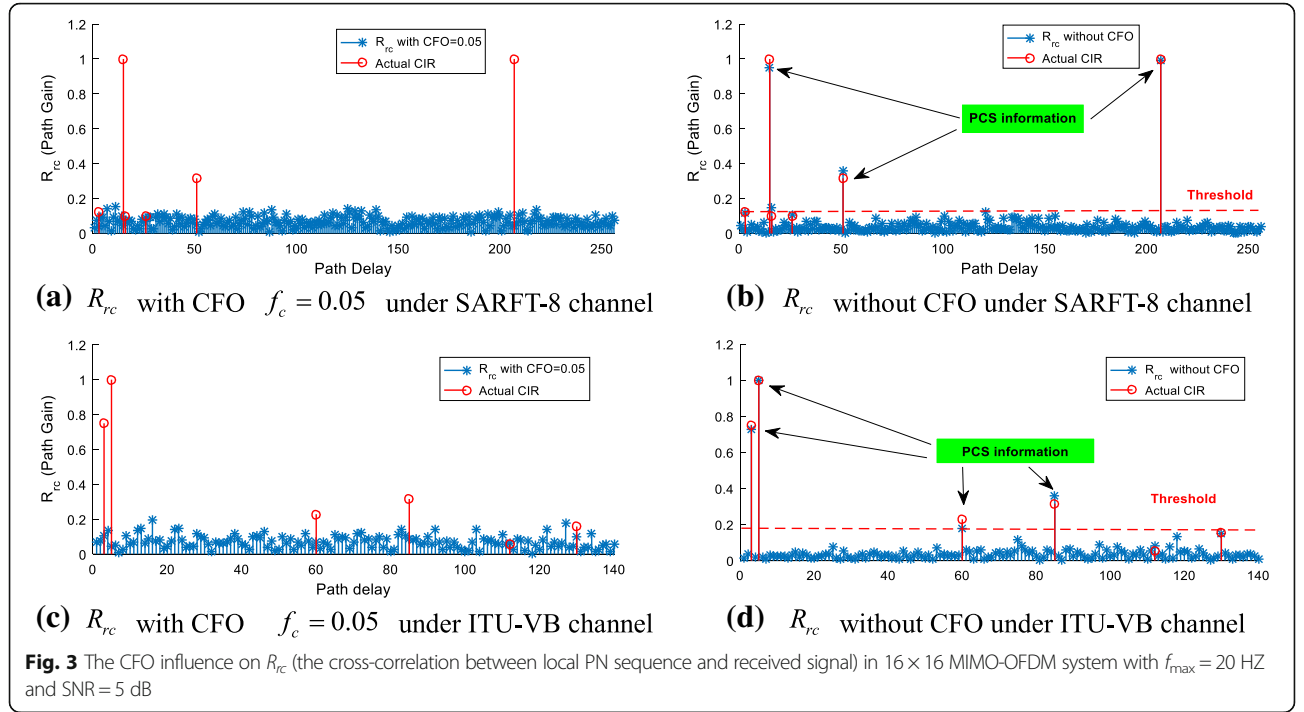 1.2
1
0.8
0.6
0.4
0.2
0
R_rc (Path Gain)
R_rc with CFO=0.05
Actual CIR
0 50 100 150 200 250
Path Delay
(a) R_rc with CFO f_c = 0.05 under SARFT-8 channel
1.2
1
0.8
0.6
0.4
0.2
0
R_rc (Path Gain)
R_rc without CFO
Actual CIR
PCS information
Threshold
0 50 100 150 200 250
Path Delay
(b) R_rc without CFO under SARFT-8 channel
1.2
1
0.8
0.6
0.4
0.2
0
R_rc (Path Gain)
R_rc with CFO=0.05
Actual CIR
0 20 40 60 80 100 120 140
Path delay
(c) R_rc with CFO f_c = 0.05 under ITU-VB channel
1.2
1
0.8
0.6
0.4
0.2
0
R_rc (Path Gain)
R_rc without CFO
Actual CIR
PCS information
Threshold
0 20 40 60 80 100 120 140
Path Delay
(d) R_rc without CFO under ITU-VB channel
Fig. 3 The CFO influence on R_rc (the cross-correlation between local PN sequence and received signal) in 16 × 16 MIMO-OFDM system with f_max = 20 HZ
and SNR = 5 dB